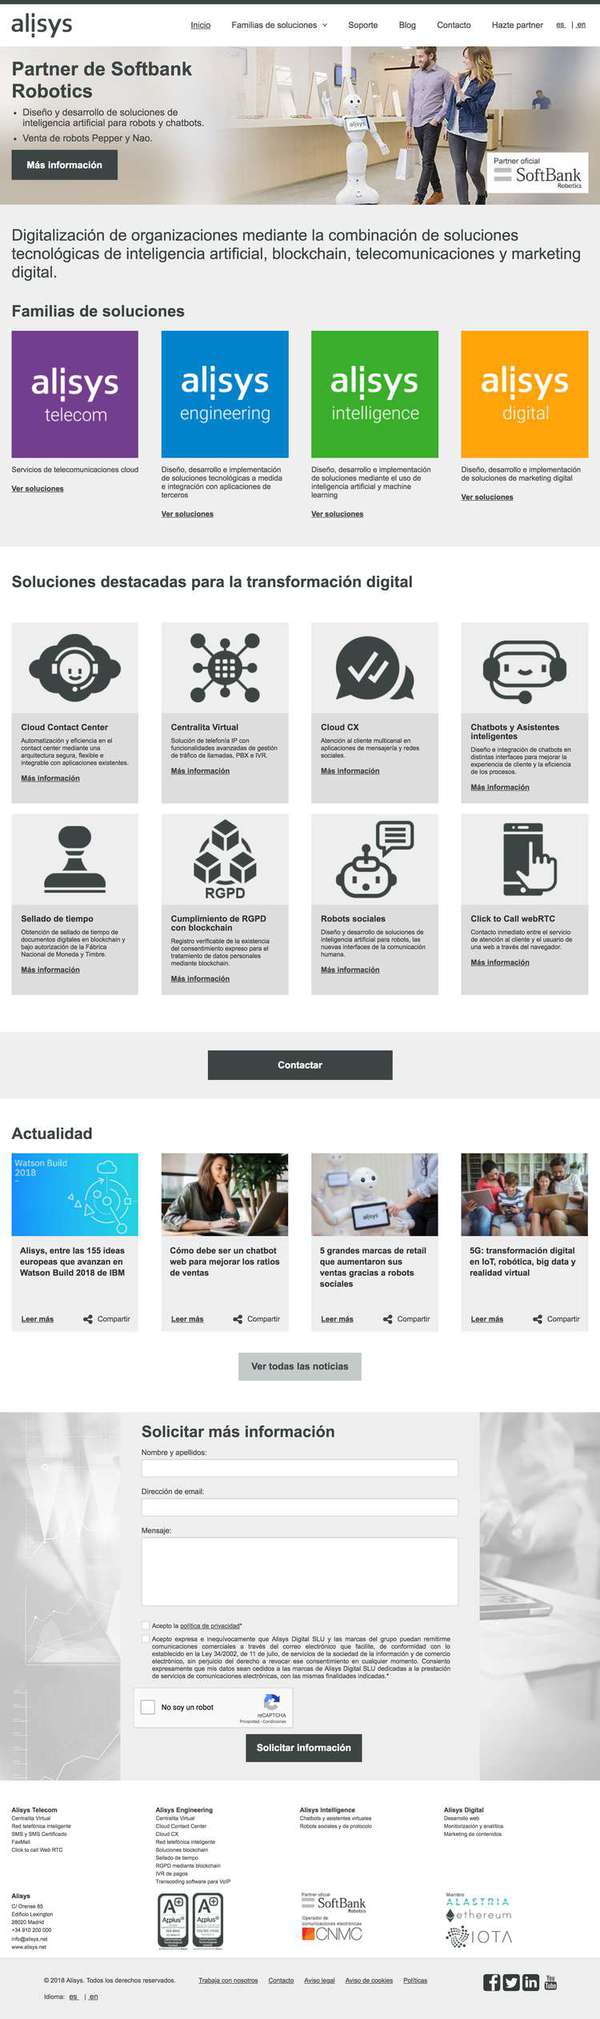 alisys
Inicio
Familias de soluciones
Soporte
Blog
Contacto
Hazte partner
es | en
Partner de Softbank
Robotics
• Diseño y desarrollo de soluciones de
inteligencia artificial para robots y chatbots.
• Venta de robots Pepper y Nao.
Más información
alisys
Partner oficial
SoftBank
Robotics
Digitalización de organizaciones mediante la combinación de soluciones
tecnológicas de inteligencia artificial, blockchain, telecomunicaciones y marketing
digital.
Familias de soluciones
alisys
telecom
Servicios de telecomunicaciones cloud
Ver soluciones
alisys
engineering
Diseño, desarrollo e implementación
de soluciones tecnológicas a medida
e integración con aplicaciones de
terceros
Ver soluciones
alisys
intelligence
Diseño, desarrollo e implementación
de soluciones mediante el uso de
inteligencia artificial y machine
learning
Ver soluciones
alisys
digital
Diseño, desarrollo e implementación
de soluciones de marketing digital
Ver soluciones
Soluciones destacadas para la transformación digital
Cloud Contact Center
Automatización y eficiencia en el
contact center mediante una
arquitectura segura, flexible e
integrable con aplicaciones existentes.
Más información
Centralita Virtual
Solución de telefonía IP con
funcionalidades avanzadas de gestión
de tráfico de llamadas, PBX e IVR.
Más información
Cloud CX
Atención al cliente multicanal en
aplicaciones de mensajería y redes
sociales.
Más información
Chatbots y Asistentes
inteligentes
Diseño e integración de chatbots en
distintas interfaces para mejorar la
experiencia de cliente y la eficiencia
de los procesos.
Más información
Sellado de tiempo
Obtención de sellado de tiempo de
documentos digitales en blockchain y
bajo autorización de la Fábrica
Nacional de Moneda y Timbre.
Más información
RGPD
Cumplimiento de RGPD
con blockchain
Registro verificable de la existencia
del consentimiento expreso para el
tratamiento de datos personales
mediante blockchain.
Más información
Robots sociales
Diseño y desarrollo de soluciones de
inteligencia artificial para robots, las
nuevas interfaces de la comunicación
humana.
Más información
Click to Call webRTC
Contacto inmediato entre el servicio
de atención al cliente y el usuario de
una web a través del navegador.
Más información
Contactar
Actualidad
Watson Build
2018
Alisys, entre las 155 ideas
europeas que avanzan en
Watson Build 2018 de IBM
Leer más
Compartir
Cómo debe ser un chatbot
web para mejorar los ratios
de ventas
Leer más
Compartir
alisys
5 grandes marcas de retail
que aumentaron sus
ventas gracias a robots
sociales
Leer más
Compartir
5G: transformación digital
en IoT, robótica, big data y
realidad virtual
Leer más
Compartir
Ver todas las noticias
Solicitar más información
Nombre y apellidos:
Dirección de email:
Mensaje:
Acepto la política de privacidad*
Acepto expresa e inequívocamente que Alisys Digital SLU y las marcas del grupo puedan remitirme
comunicaciones comerciales a través del correo electrónico que facilite, de conformidad con lo
establecido en la Ley 34/2002, de 11 de julio, de servicios de la sociedad de la información y de comercio
electrónico, sin perjuicio del derecho a revocar ese consentimiento en cualquier momento. Consiento
expresamente que mis datos sean cedidos a las marcas de Alisys Digital SLU dedicadas a la prestación
de servicios de comunicaciones electrónicas, con las mismas finalidades indicadas.*
No soy un robot
reCAPTCHA
Privacidad - Condiciones
Solicitar información
Alisys Telecom
Centralita Virtual
Red telefónica inteligente
SMS y SMS Certificado
FaxMail
Click to call Web RTC
Alisys Engineering
Centralita Virtual
Cloud Contact Center
Cloud CX
Red telefónica inteligente
Soluciones blockchain
Sellado de tiempo
RGPD mediante blockchain
IVR de pagos
Transcoding software para VoIP
Alisys Intelligence
Chatbots y asistentes virtuales
Robots sociales y de protocolo
Alisys Digital
Desarrollo web
Monitorización y analítica
Marketing de contenidos
Alisys
C/ Orense 85
Edificio Lexington
28020 Madrid
+34 910 200 000
info@alisys.net
www.alisys.net
A+
Applus
A+
Applus
Partner oficial
SoftBank
Robotics
Operador de
comunicaciones electrónicas
CNMC
Miembro
ALASTRIA
ethereum
IOTA
© 2018 Alisys. Todos los derechos reservados.
Trabaja con nosotros
Contacto
Aviso legal
Aviso de cookies
Políticas
You
Tube
Idioma: es | en